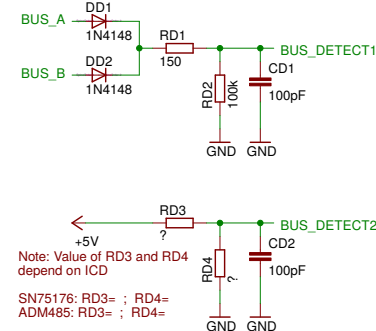 DD1
BUS_A
1N4148
RD1
150
BUS_DETECT1
DD2
BUS_B
1N4148
RD2
100k
CD1
100pF
GND
GND
RD3
?
BUS_DETECT2
+5V
RD4
?
CD2
100pF
Note: Value of RD3 and RD4
depend on ICD
SN75176: RD3= ; RD4=
ADM485: RD3= ; RD4=
GND
GND